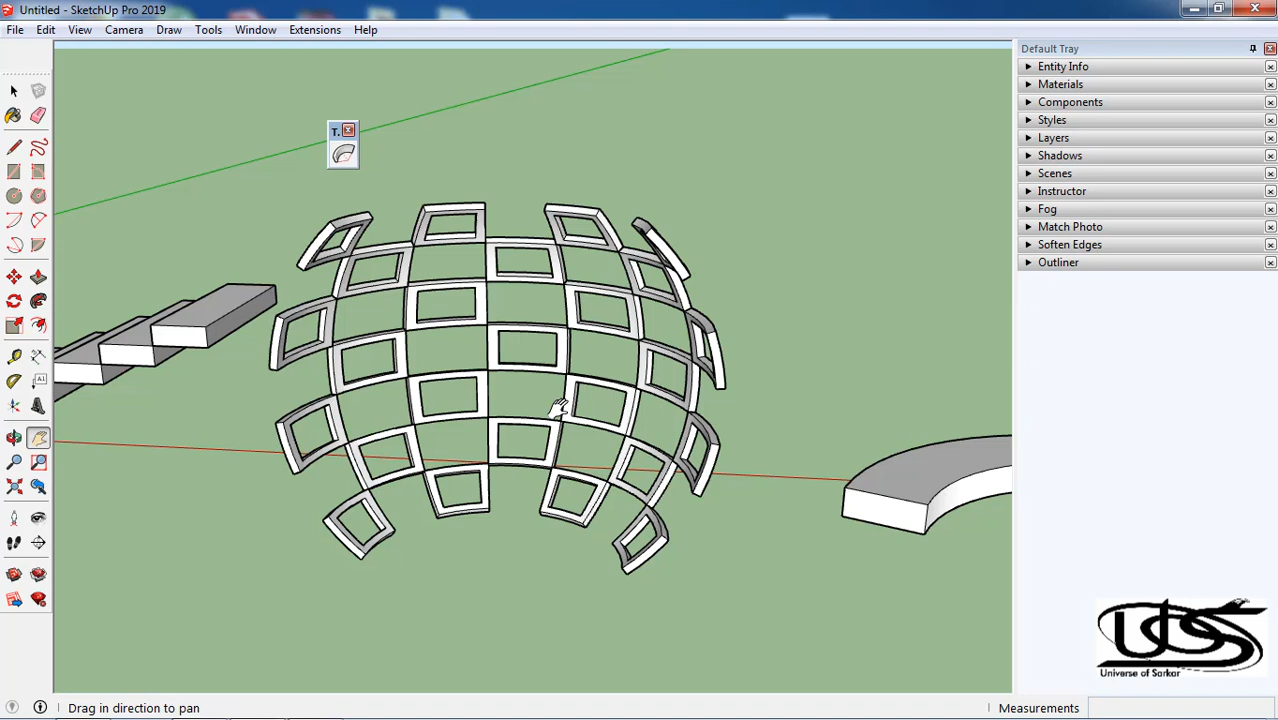 Untitled - SketchUp Pro 2019
File Edit View Camera Draw Tools Window Extensions Help
Default Tray
Entity Info
Materials
Components
Styles
Layers
Shadows
Scenes
Instructor
Fog
Match Photo
Soften Edges
Outliner
T.
A1
UOS
Universe of Sarkar
Drag in direction to pan
Measurements